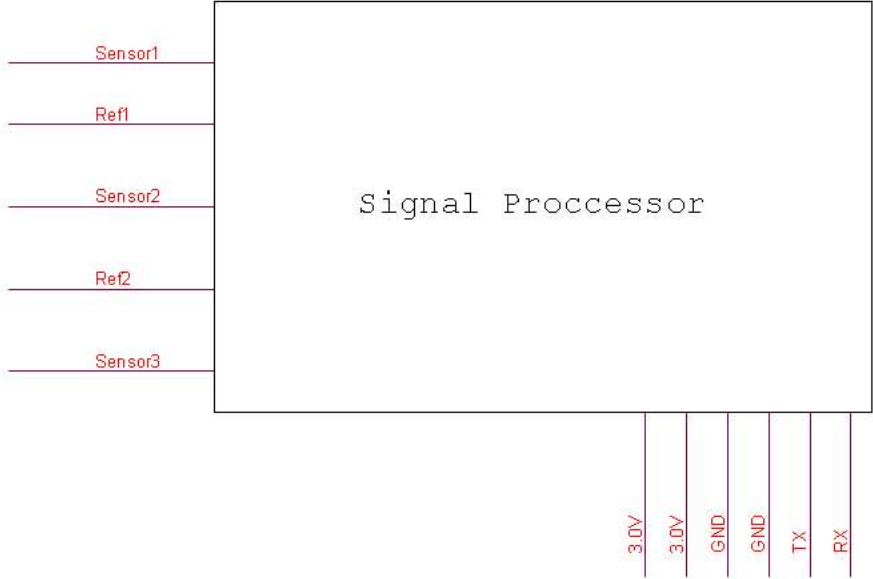 Sensor1
Ref1
Sensor2
Signal Proccessor
Ref2
Sensor3
3.0V
3.0V
GND
GND
TX
RX